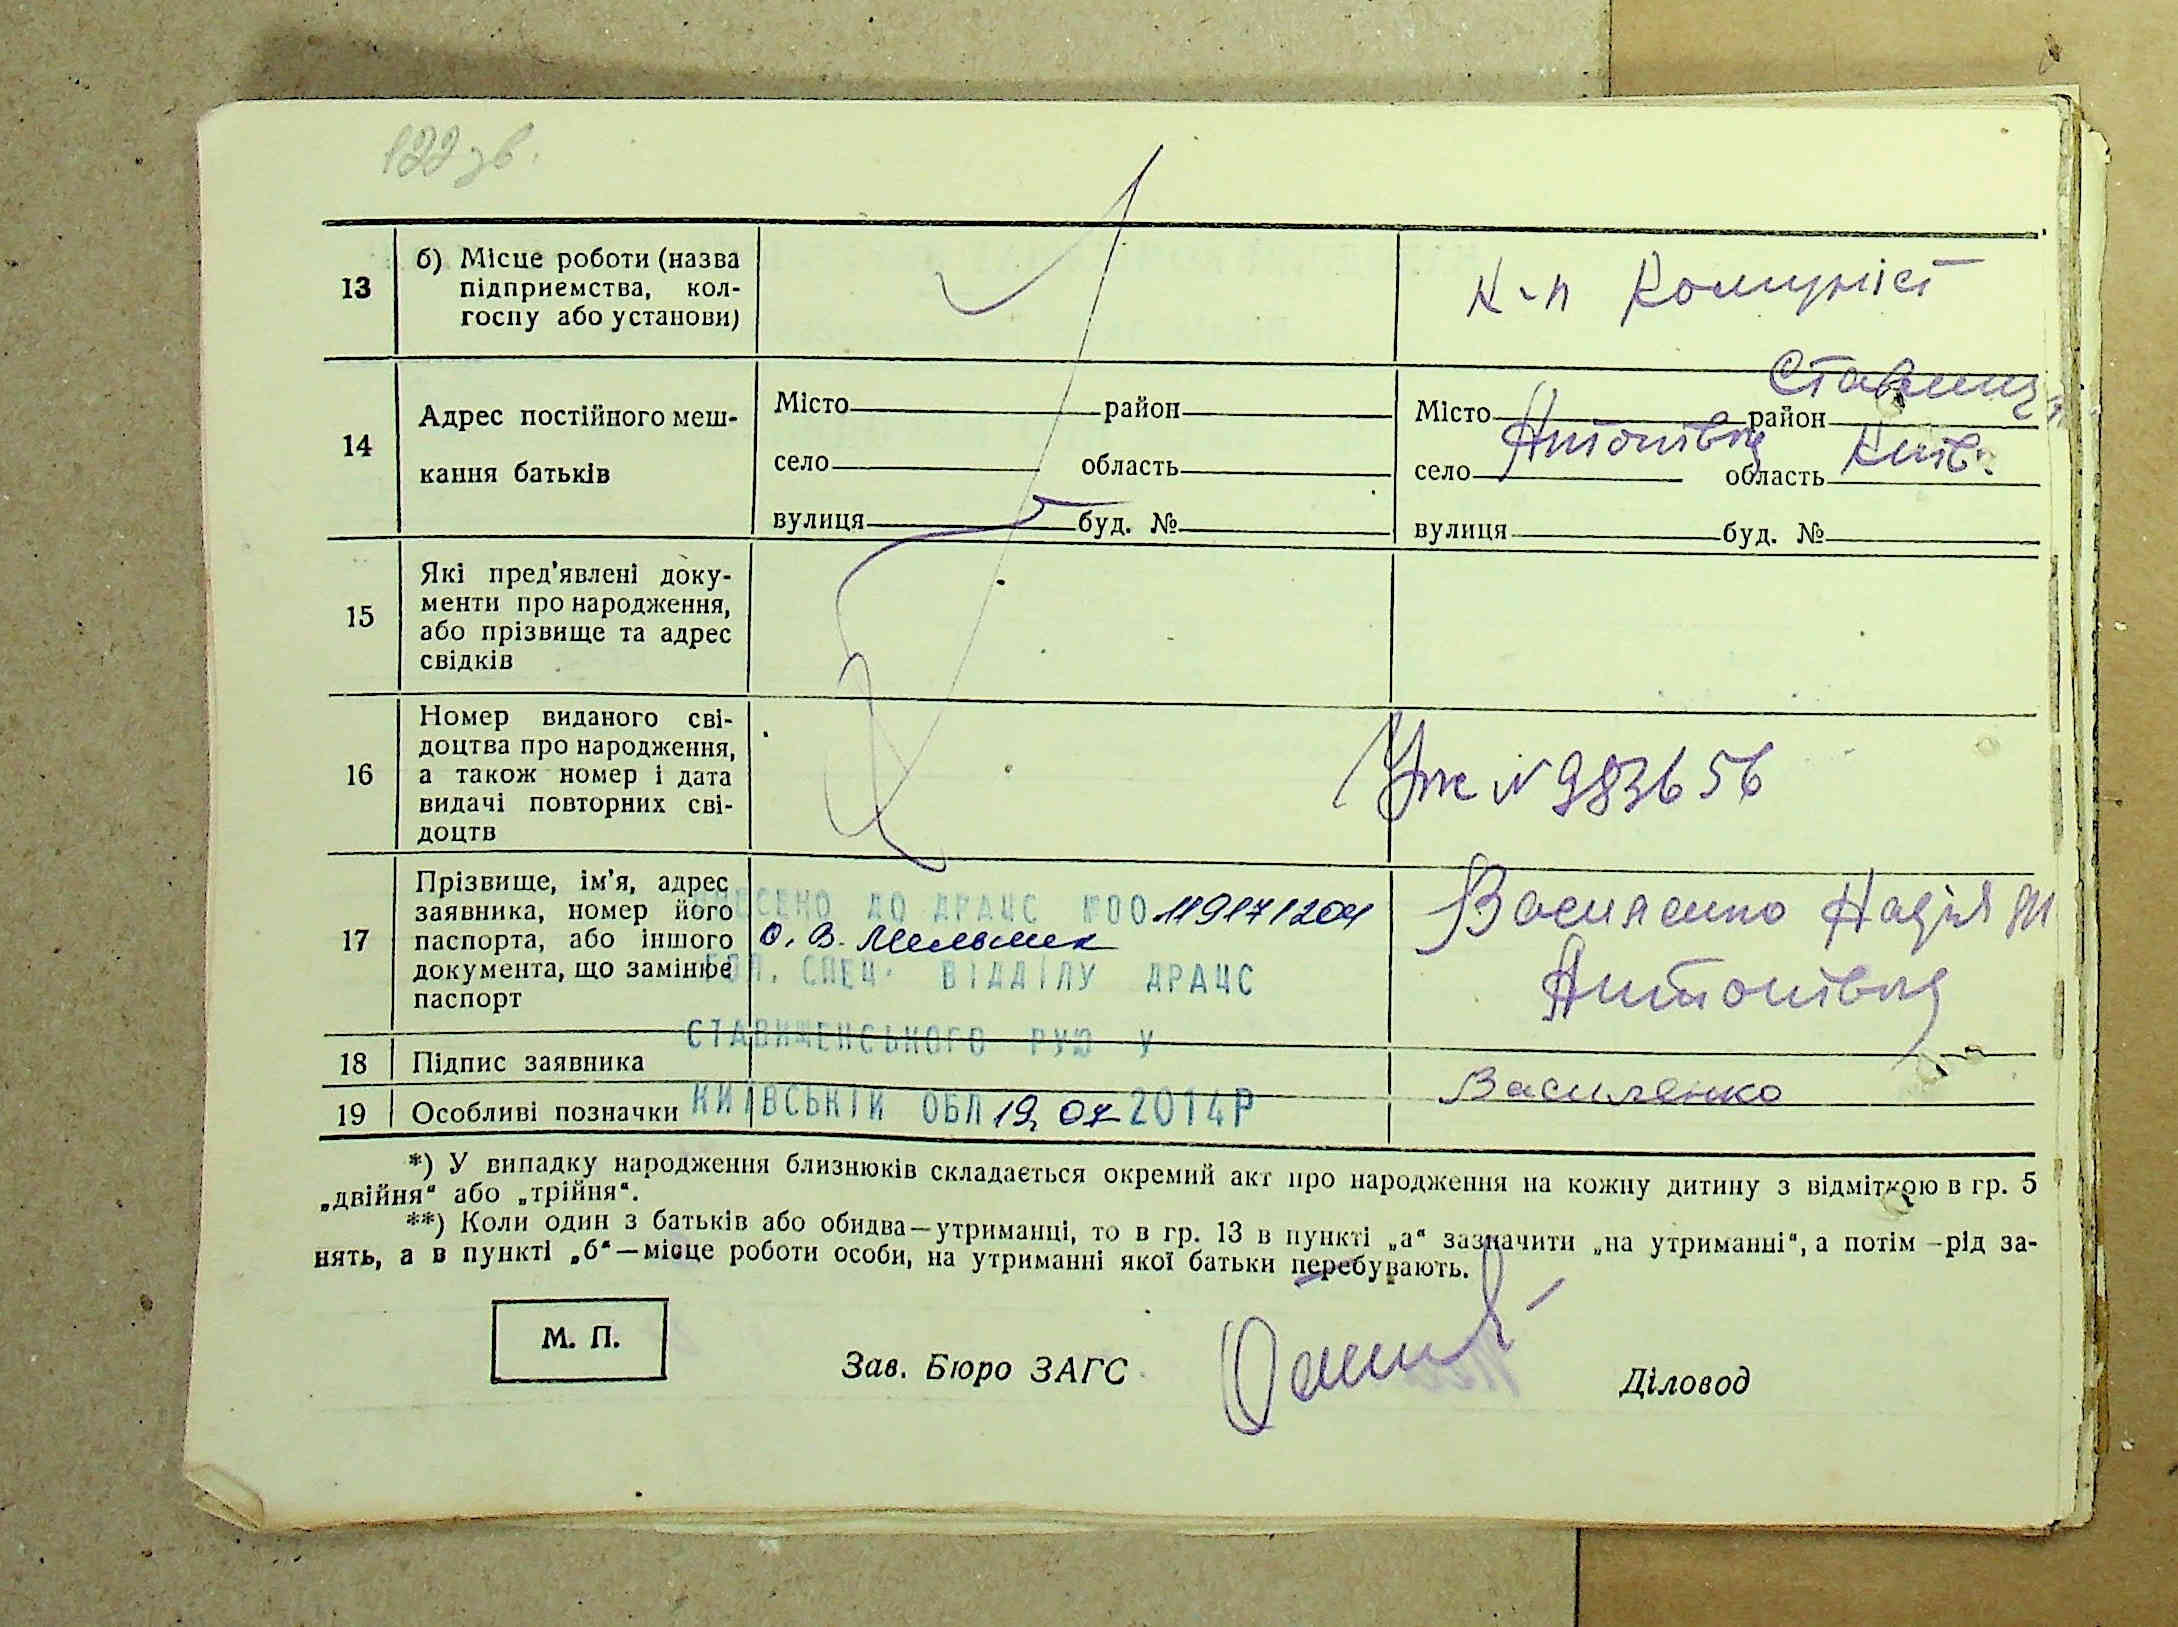 122 зв.
13
б) Місце роботи (назва
підприємства, кол-
госпу або установи)
к-п Комуніст
14
Адрес постійного меш-
кання батьків
Місто район
село область
вулиця буд. №
Місто район
село Антонівка область Київ.
вулиця буд. №
15
Які пред'явлені доку-
менти про народження,
або прізвище та адрес
свідків
16
Номер виданого сві-
доцтва про народження,
а також номер і дата
видачі повторних сві-
доцтв
№ 983656
17
Прізвище, ім'я, адрес
заявника, номер його
паспорта, або іншого
документа, що замінює
паспорт
ВНЕСЕНО ДО ДРАЦС №00119171204
О. В. Мельник
ГОЛ. СПЕЦ. ВІДДІЛУ ДРАЦС
СТАВИЩЕНСЬКОГО РУЮ У
КИЇВСЬКІЙ ОБЛ 19.07 2014Р
Василенко Надія
Антонівка
18
Підпис заявника
Василенко
19
Особливі позначки
*) У випадку народження близнюків складається окремий акт про народження на кожну дитину з відміткою в гр. 5
„двійня“ або „трійня“.
**) Коли один з батьків або обидва—утриманці, то в гр. 13 в пункті „а“ зазначити „на утриманні“, а потім –рід за-
нять, а в пункті „б“—місце роботи особи, на утриманні якої батьки перебувають.
М. П.
Зав. Бюро ЗАГС
Діловод